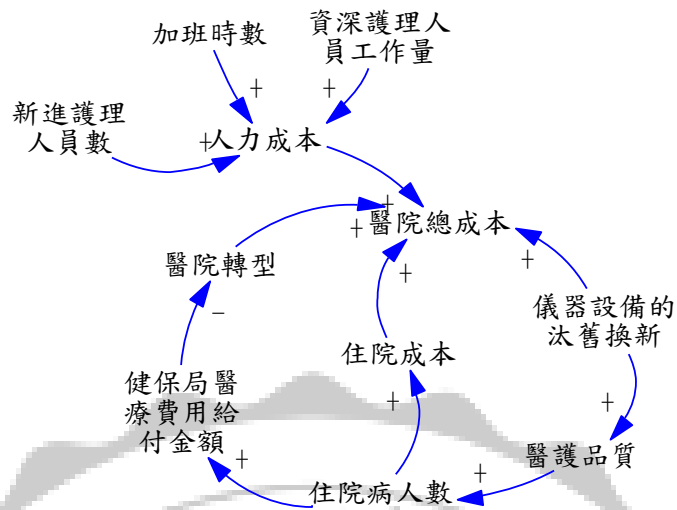 加班時數
資深護理人
員工作量
+
+
新進護理
人員數
+
人力成本
+
+
醫院總成本
醫院轉型
+
+
儀器設備的
汰舊換新
−
住院成本
健保局醫
療費用給
付金額
+
+
醫護品質
+
+
住院病人數